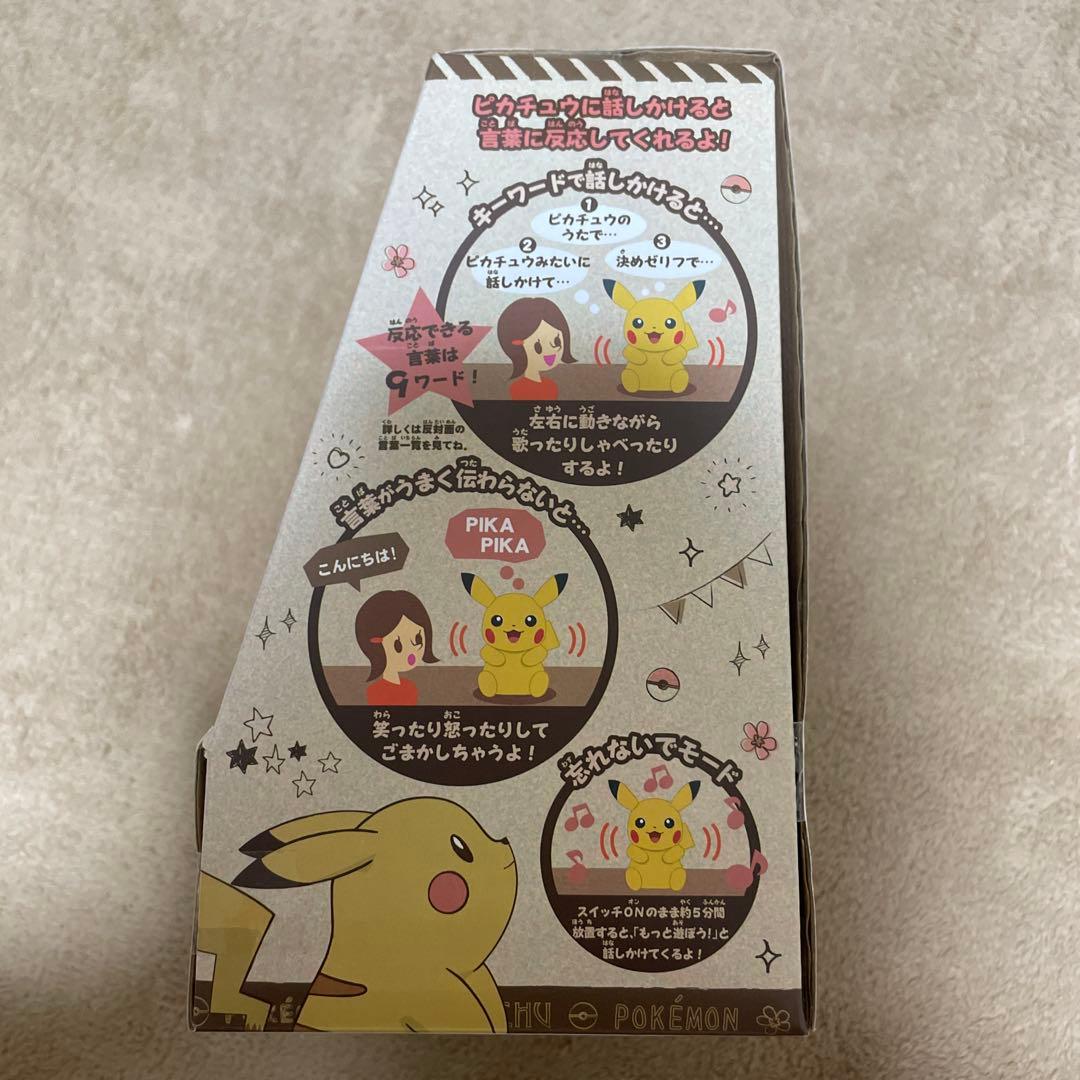 ピカチュウに話しかけると
言葉に反応してくれるよ!
キーワードで話しかけると…
1
ピカチュウの
うたで…
2
ピカチュウみたいに
話しかけて…
3
決めゼリフで…
反応できる
言葉は
9ワード!
詳しくは反対面の
言葉一覧を見てね。
左右に動きながら
歌ったりしゃべったり
するよ!
言葉がうまく伝わらないと…
こんにちは!
PIKA
PIKA
笑ったり怒ったりして
ごまかしちゃうよ!
忘れないでモード
スイッチONのまま約5分間
放置すると、「もっと遊ぼう!」と
話しかけてくるよ!
POKÉMON